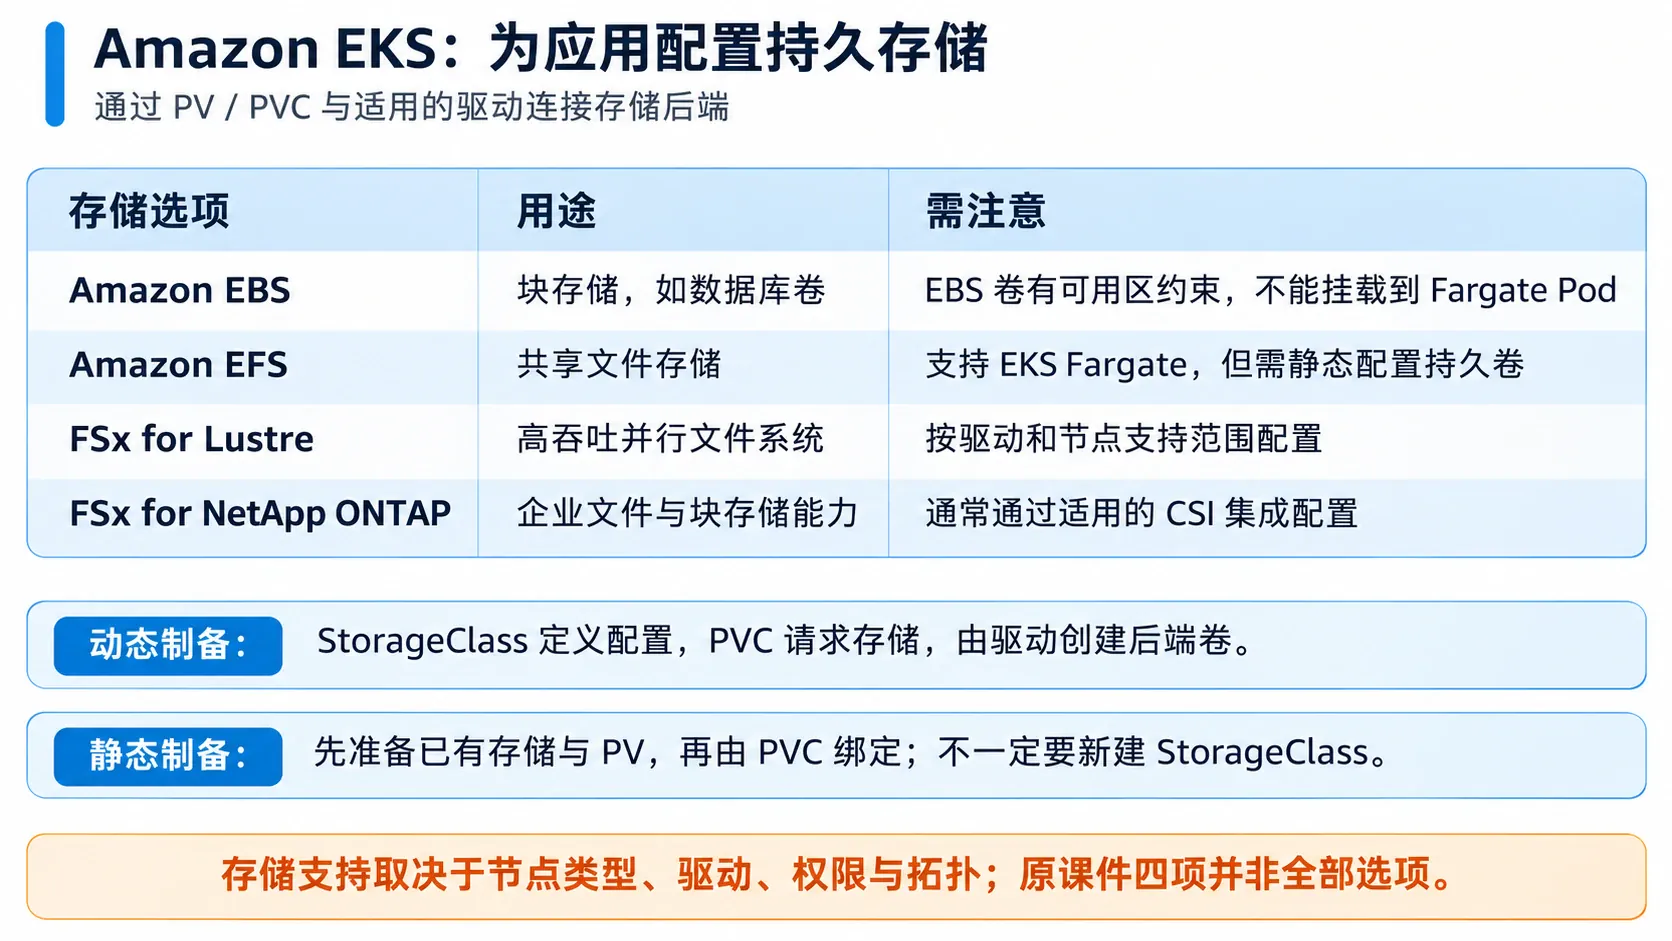 Amazon EKS：为应用配置持久存储
通过 PV / PVC 与适用的驱动连接存储后端
存储选项 用途 需注意
Amazon EBS 块存储，如数据库卷 EBS 卷有可用区约束，不能挂载到 Fargate Pod
Amazon EFS 共享文件存储 支持 EKS Fargate，但需静态配置持久卷
FSx for Lustre 高吞吐并行文件系统 按驱动和节点支持范围配置
FSx for NetApp ONTAP 企业文件与块存储能力 通常通过适用的 CSI 集成配置
动态制备： StorageClass 定义配置，PVC 请求存储，由驱动创建后端卷。
静态制备： 先准备已有存储与 PV，再由 PVC 绑定；不一定要新建 StorageClass。
存储支持取决于节点类型、驱动、权限与拓扑；原课件四项并非全部选项。